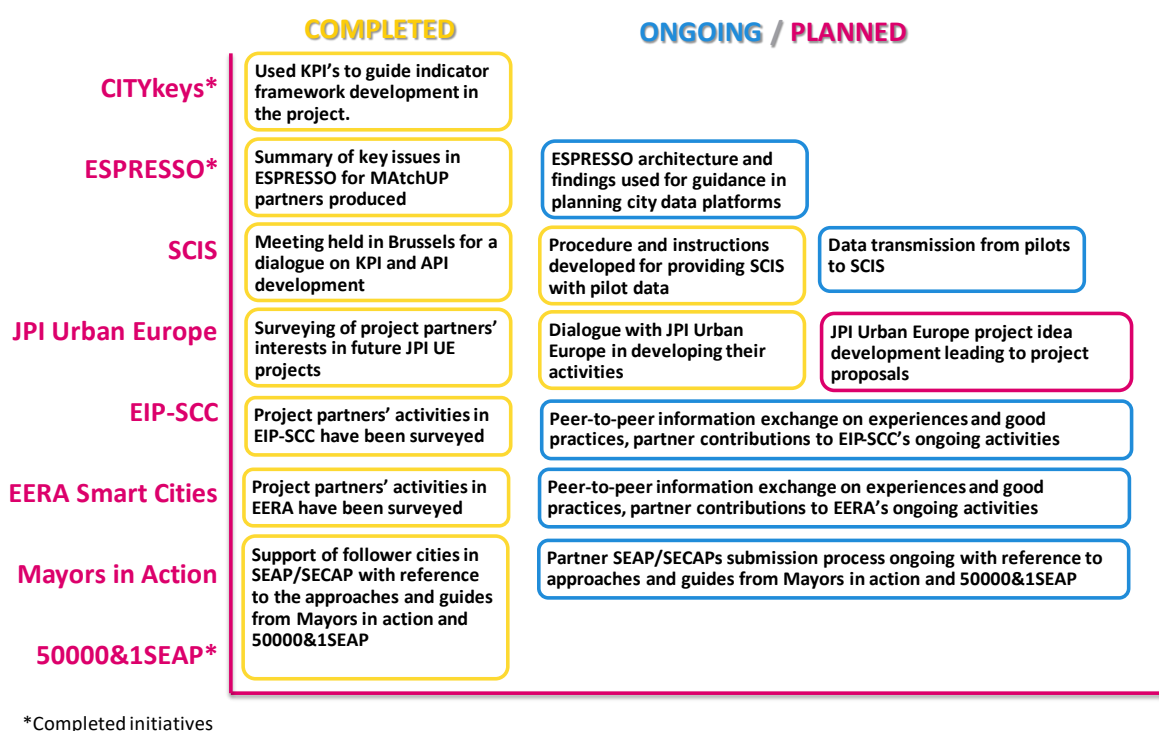 COMPLETED
ONGOING / PLANNED
CITYkeys*
Used KPI's to guide indicator
framework development in
the project.
ESPRESSO*
Summary of key issues in
ESPRESSO for MAtchUP
partners produced
ESPRESSO architecture and
findings used for guidance in
planning city data platforms
SCIS
Meeting held in Brussels for a
dialogue on KPI and API
development
Procedure and instructions
developed for providing SCIS
with pilot data
Data transmission from pilots
to SCIS
JPI Urban Europe
Surveying of project partners'
interests in future JPI UE
projects
Dialogue with JPI Urban
Europe in developing their
activities
JPI Urban Europe project idea
development leading to project
proposals
EIP-SCC
Project partners' activities in
EIP-SCC have been surveyed
Peer-to-peer information exchange on experiences and good
practices, partner contributions to EIP-SCC's ongoing activities
EERA Smart Cities
Project partners' activities in
EERA have been surveyed
Peer-to-peer information exchange on experiences and good
practices, partner contributions to EERA's ongoing activities
Mayors in Action
Support of follower cities in
SEAP/SECAP with reference
to the approaches and guides
from Mayors in action and
50000&1SEAP
Partner SEAP/SECAPs submission process ongoing with reference to
approaches and guides from Mayors in action and 50000&1SEAP
50000&1SEAP*
*Completed initiatives